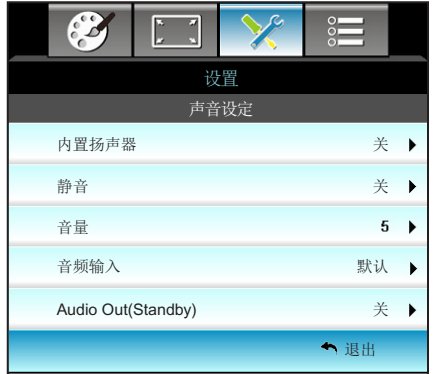 设置
声音设定
内置扬声器 关
静音 关
音量 5
音频输入 默认
Audio Out(Standby) 关
退出